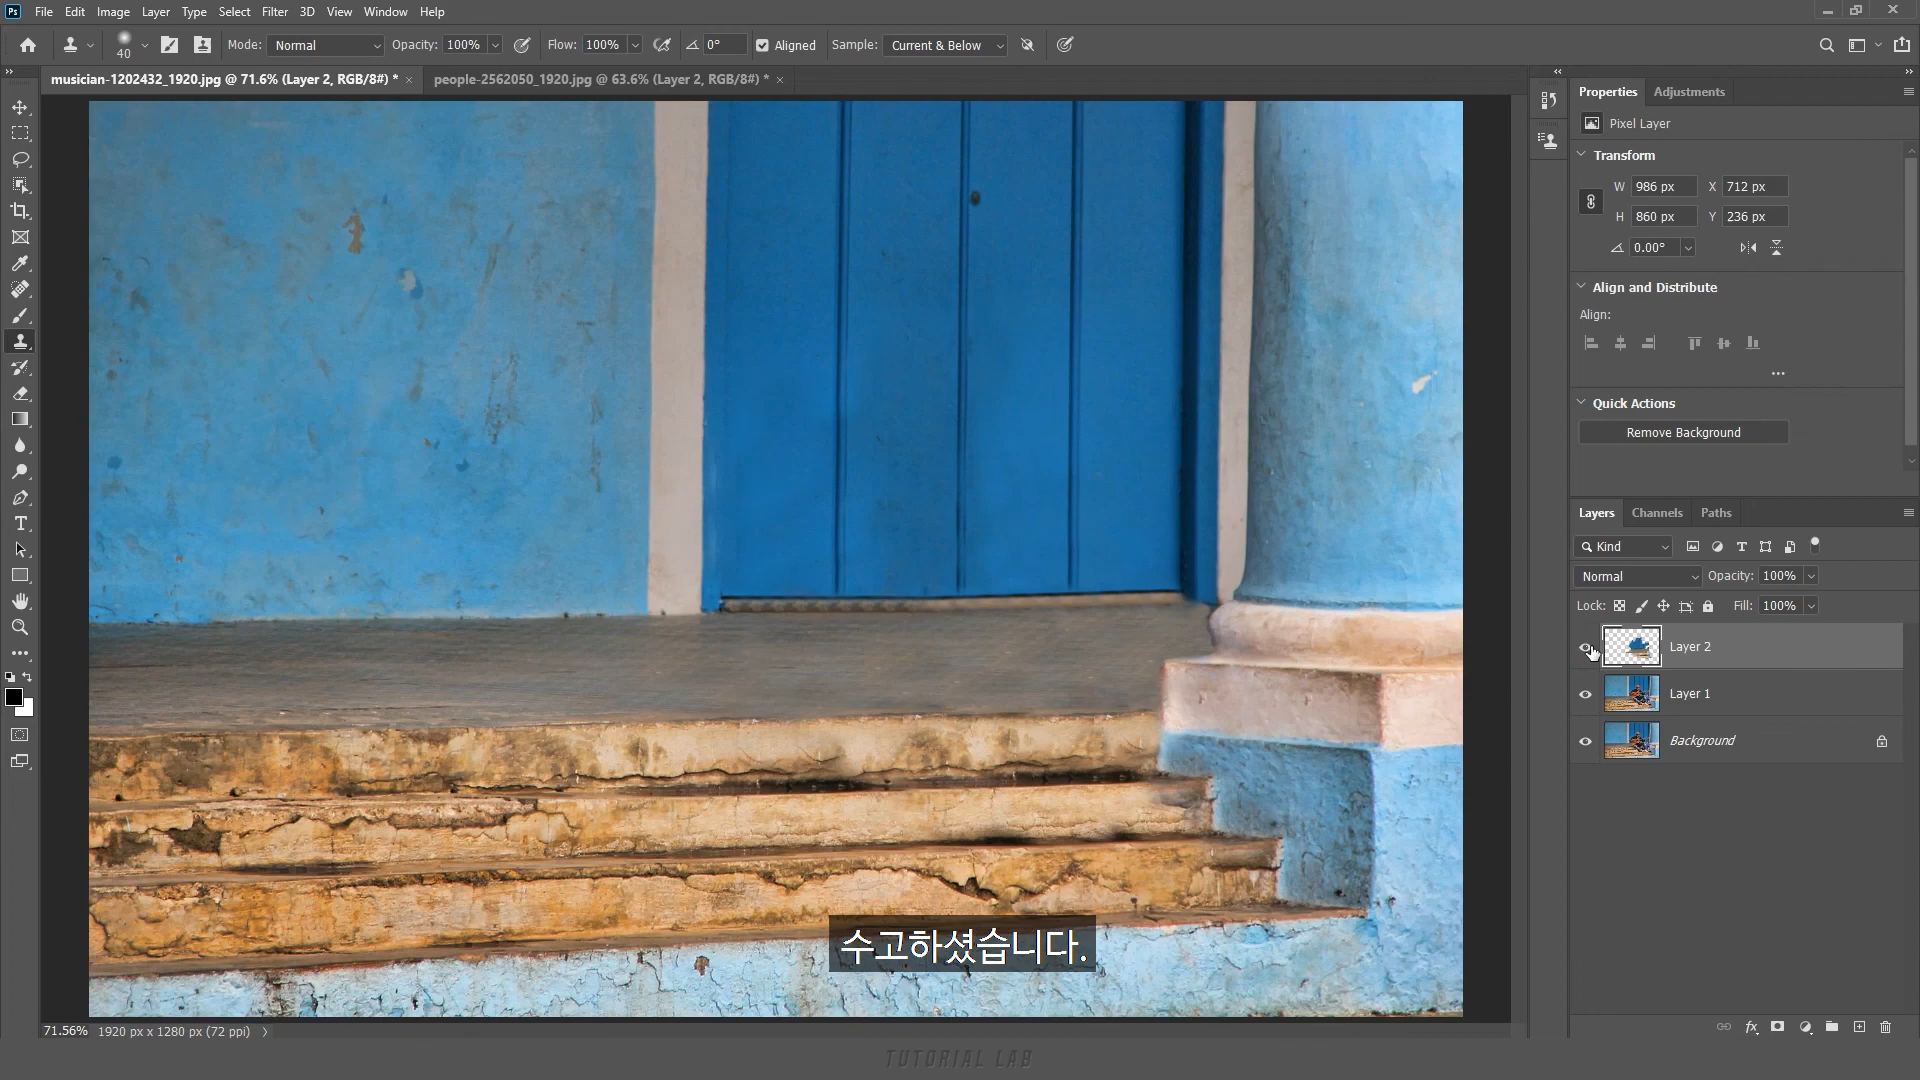 Ps File Edit Image Layer Type Select Filter 3D View Window Help
40 Mode: Normal Opacity: 100% Flow: 100% 0° Aligned Sample: Current & Below
musician-1202432_1920.jpg @ 71.6% (Layer 2, RGB/8#) * × people-2562050_1920.jpg @ 63.6% (Layer 2, RGB/8#) * ×
Properties Adjustments
Pixel Layer
Transform
W 986 px X 712 px
H 860 px Y 236 px
0.00°
Align and Distribute
Align:
Quick Actions
Remove Background
Layers Channels Paths
Kind
Normal Opacity: 100%
Lock: Fill: 100%
Layer 2
Layer 1
Background
수고하셨습니다.
71.56% 1920 px x 1280 px (72 ppi)
TUTORIAL LAB